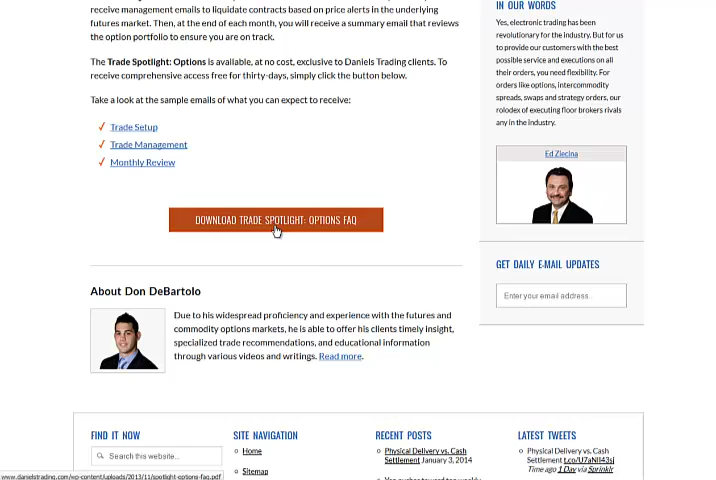 receive management emails to liquidate contracts based on price alerts in the underlying
futures market. Then, at the end of each month, you will receive a summary email that reviews
the option portfolio to ensure you are on track.
The Trade Spotlight: Options is available, at no cost, exclusive to Daniels Trading clients. To
receive comprehensive access free for thirty-days, simply click the button below.
Take a look at the sample emails of what you can expect to receive:
Trade Setup
Trade Management
Monthly Review
DOWNLOAD TRADE SPOTLIGHT: OPTIONS FAQ
About Don DeBartolo
Due to his widespread proficiency and experience with the futures and
commodity options markets, he is able to offer his clients timely insight,
specialized trade recommendations, and educational information
through various videos and writings. Read more.
IN OUR WORDS
Yes, electronic trading has been
revolutionary for the industry. But for us
to provide our customers with the best
possible service and executions on all
their orders, you need flexibility. For
orders like options, intercommodity
spreads, swaps and strategy orders, our
rolodex of executing floor brokers rivals
any in the industry.
Ed Zlecina
GET DAILY E-MAIL UPDATES
Enter your email address..
FIND IT NOW
Search this website...
SITE NAVIGATION
Home
Sitemap
RECENT POSTS
Physical Delivery vs. Cash
Settlement January 3, 2014
LATEST TWEETS
Physical Delivery vs. Cash
Settlement t.co/U7aNII43sj
Time ago 1 Day via Sprinklr
www.danielstrading.com/wp-content/uploads/2013/11/spotlight-options-faq.pdf